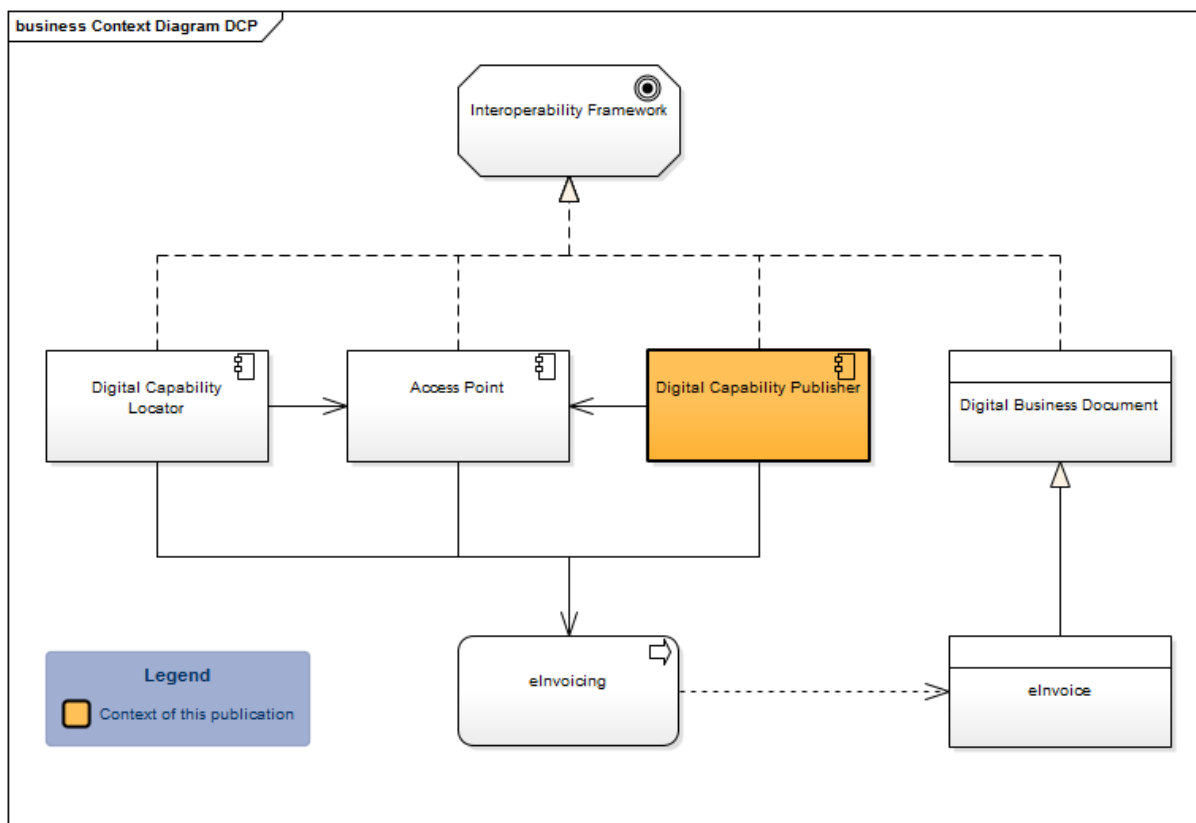 business Context Diagram DCP
Interoperability Framework
Digital Capability
Locator
Access Point
Digital Capability Publisher
Digital Business Document
Legend
Context of this publication
eInvoicing
eInvoice